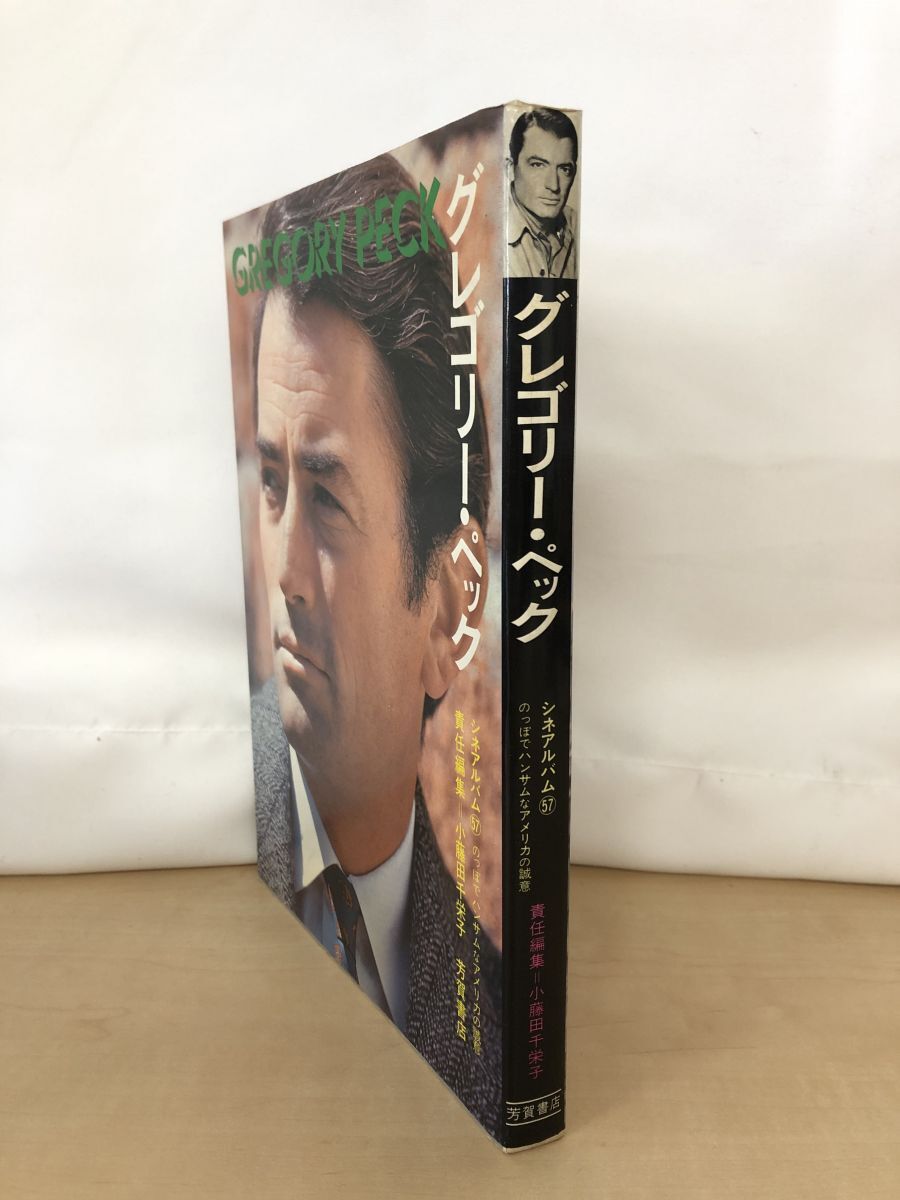 GREGORY PECK
グレゴリー・ペック
シネアルバム㊼ のっぽでハンサムなアメリカの誠意
責任編集＝小藤田千栄子 芳賀書店
グレゴリー・ペック
シネアルバム㊼
のっぽでハンサムなアメリカの誠意
責任編集＝小藤田千栄子
芳賀書店